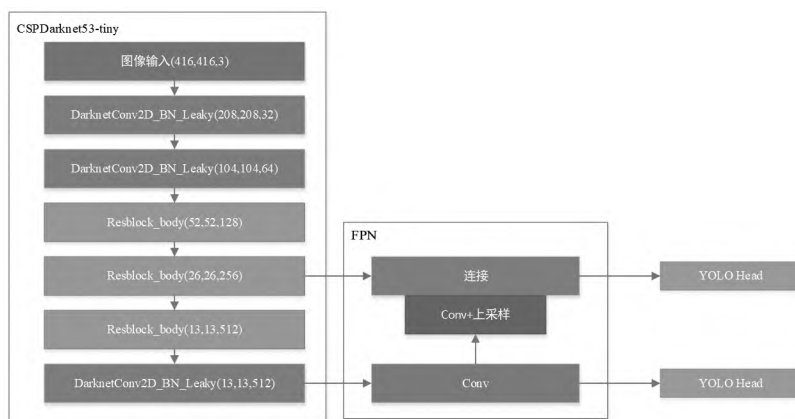 CSPDarknet53-tiny
图像输入(416,416,3)
DarknetConv2D_BN_Leaky(208,208,32)
DarknetConv2D_BN_Leaky(104,104,64)
Resblock_body(52,52,128)
Resblock_body(26,26,256)
Resblock_body(13,13,512)
DarknetConv2D_BN_Leaky(13,13,512)
FPN
连接
Conv+上采样
Conv
YOLO Head
YOLO Head